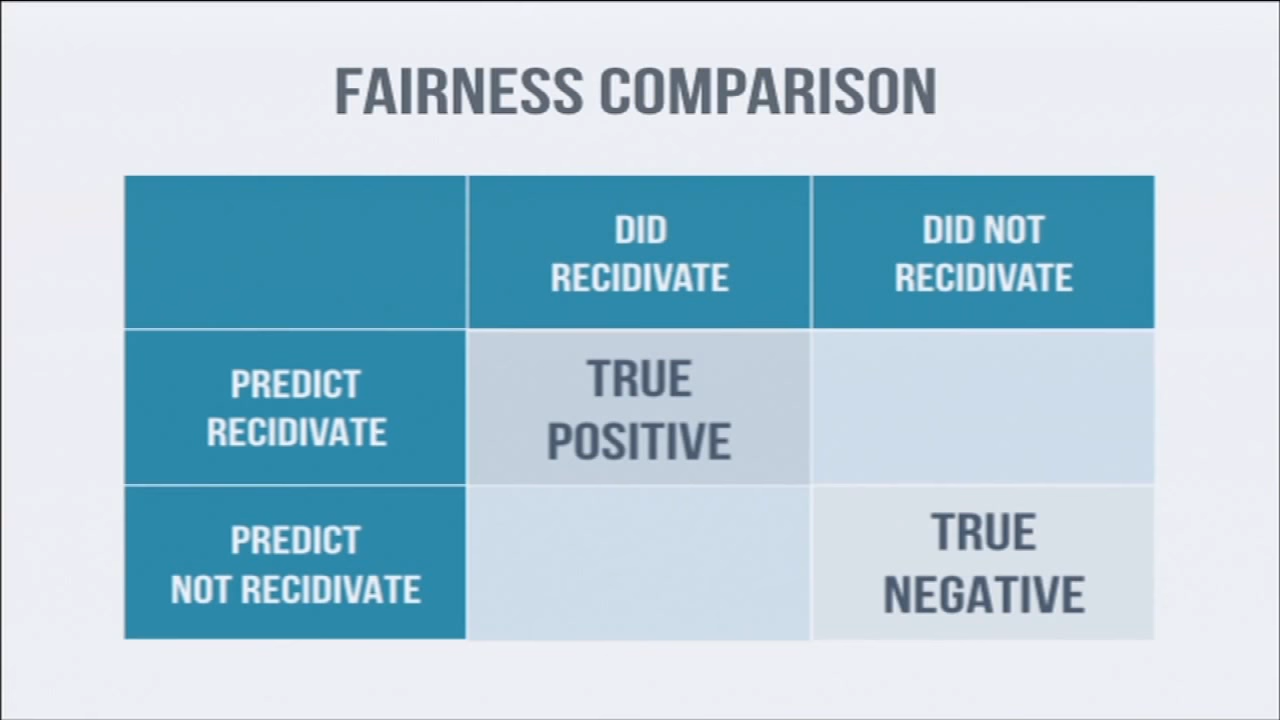 FAIRNESS COMPARISON
DID
RECIDIVATE
DID NOT
RECIDIVATE
PREDICT
RECIDIVATE
TRUE
POSITIVE
PREDICT
NOT RECIDIVATE
TRUE
NEGATIVE